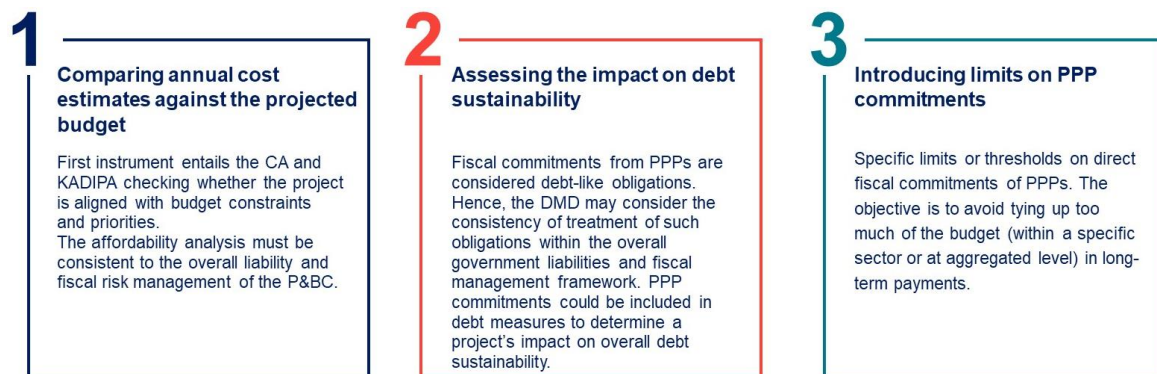 1
Comparing annual cost
estimates against the projected
budget
First instrument entails the CA and
KADIPA checking whether the project
is aligned with budget constraints
and priorities.
The affordability analysis must be
consistent to the overall liability and
fiscal risk management of the P&BC.
2
Assessing the impact on debt
sustainability
Fiscal commitments from PPPs are
considered debt-like obligations.
Hence, the DMD may consider the
consistency of treatment of such
obligations within the overall
government liabilities and fiscal
management framework. PPP
commitments could be included in
debt measures to determine a
project’s impact on overall debt
sustainability.
3
Introducing limits on PPP
commitments
Specific limits or thresholds on direct
fiscal commitments of PPPs. The
objective is to avoid tying up too
much of the budget (within a specific
sector or at aggregated level) in long-
term payments.